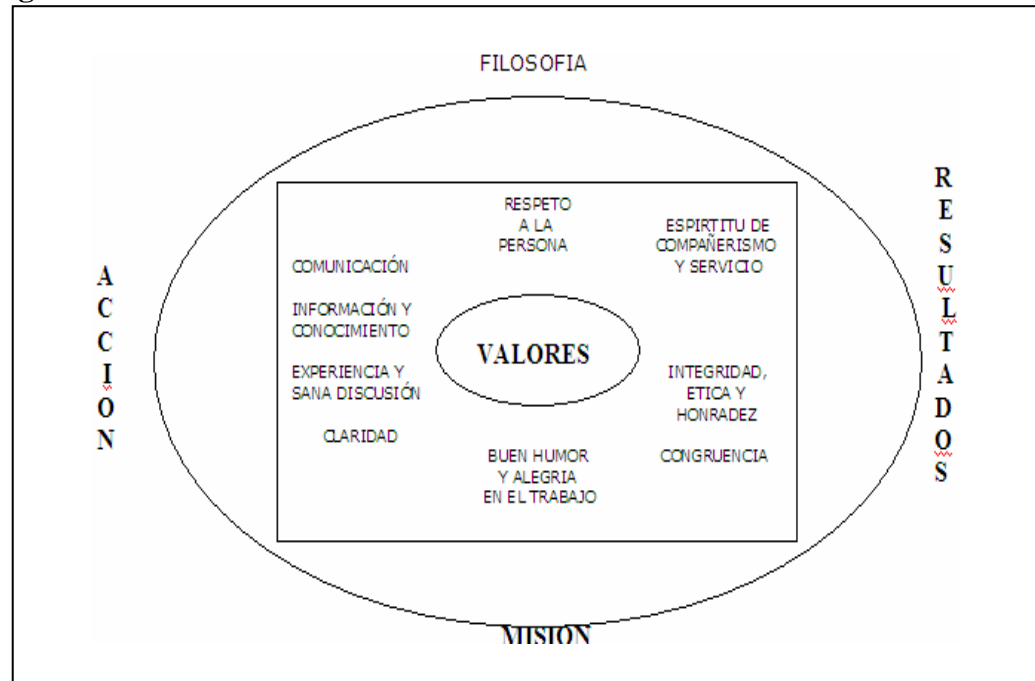 FILOSOFIA
RESPETO
A LA
PERSONA
ESPIRTITU DE
COMPAÑERISMO
Y SERVICIO
COMUNICACIÓN
INFORMACIÓN Y
CONOCIMIENTO
EXPERIENCIA Y
SANA DISCUSIÓN
CLARIDAD
VALORES
INTEGRIDAD,
ETICA Y
HONRADEZ
CONGRUENCIA
BUEN HUMOR
Y ALEGRIA
EN EL TRABAJO
ACCION
RESULTADOS
MISION